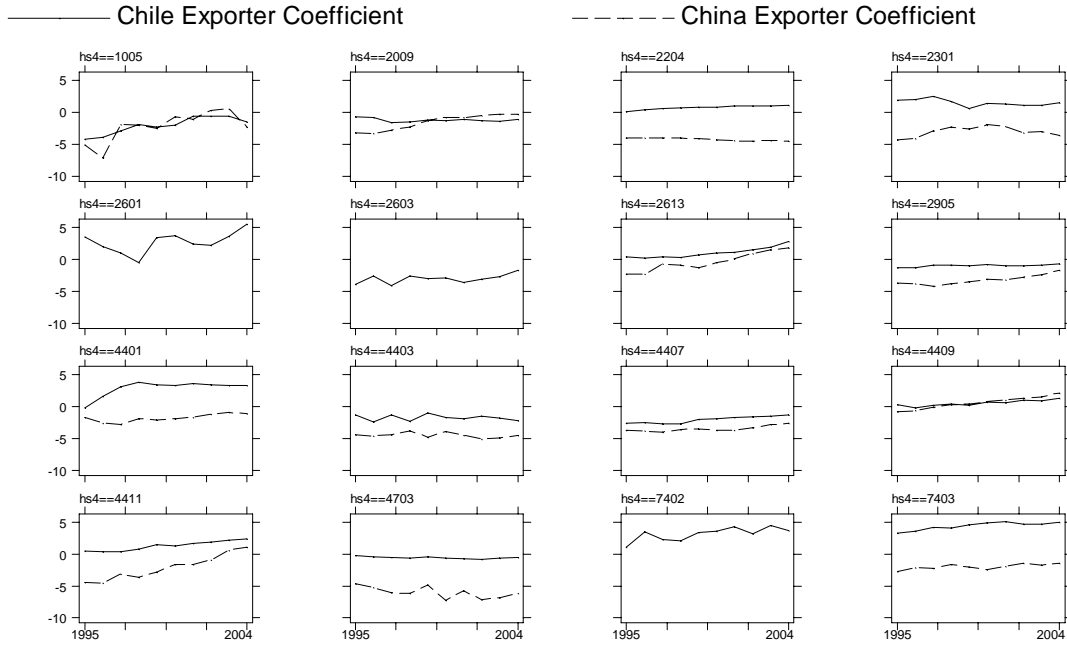 Chile Exporter Coefficient
China Exporter Coefficient
hs4==1005
hs4==2009
hs4==2204
hs4==2301
5
0
-5
-10
hs4==2601
hs4==2603
hs4==2613
hs4==2905
5
0
-5
-10
hs4==4401
hs4==4403
hs4==4407
hs4==4409
5
0
-5
-10
hs4==4411
hs4==4703
hs4==7402
hs4==7403
5
0
-5
-10
1995
2004
1995
2004
1995
2004
1995
2004